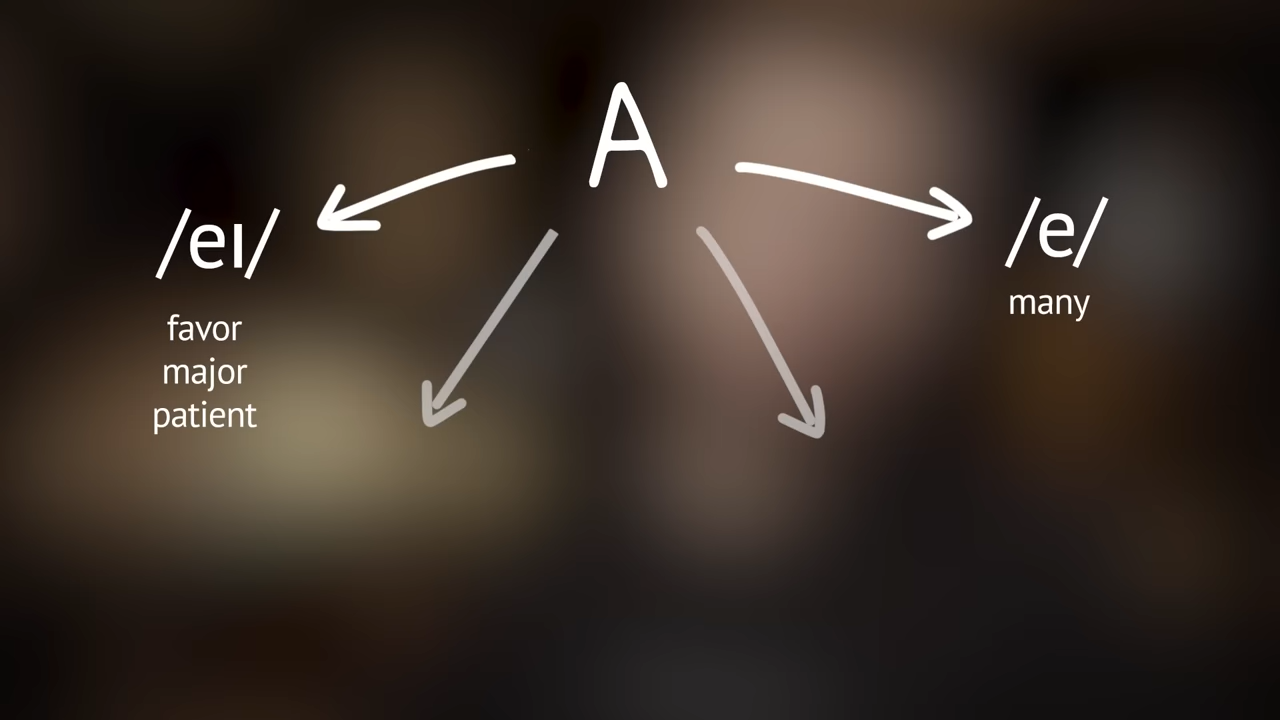 A
/eɪ/
favor
major
patient
/e/
many